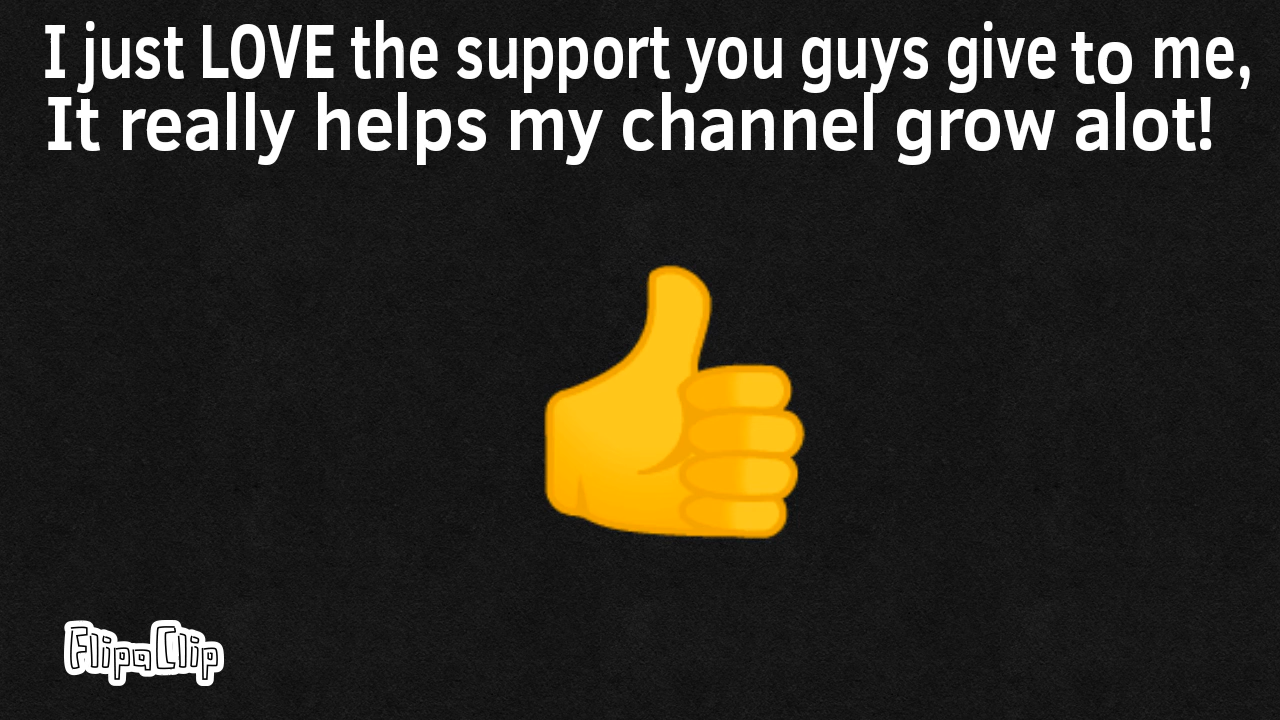 I just LOVE the support you guys give to me,
It really helps my channel grow alot!
FlipaClip